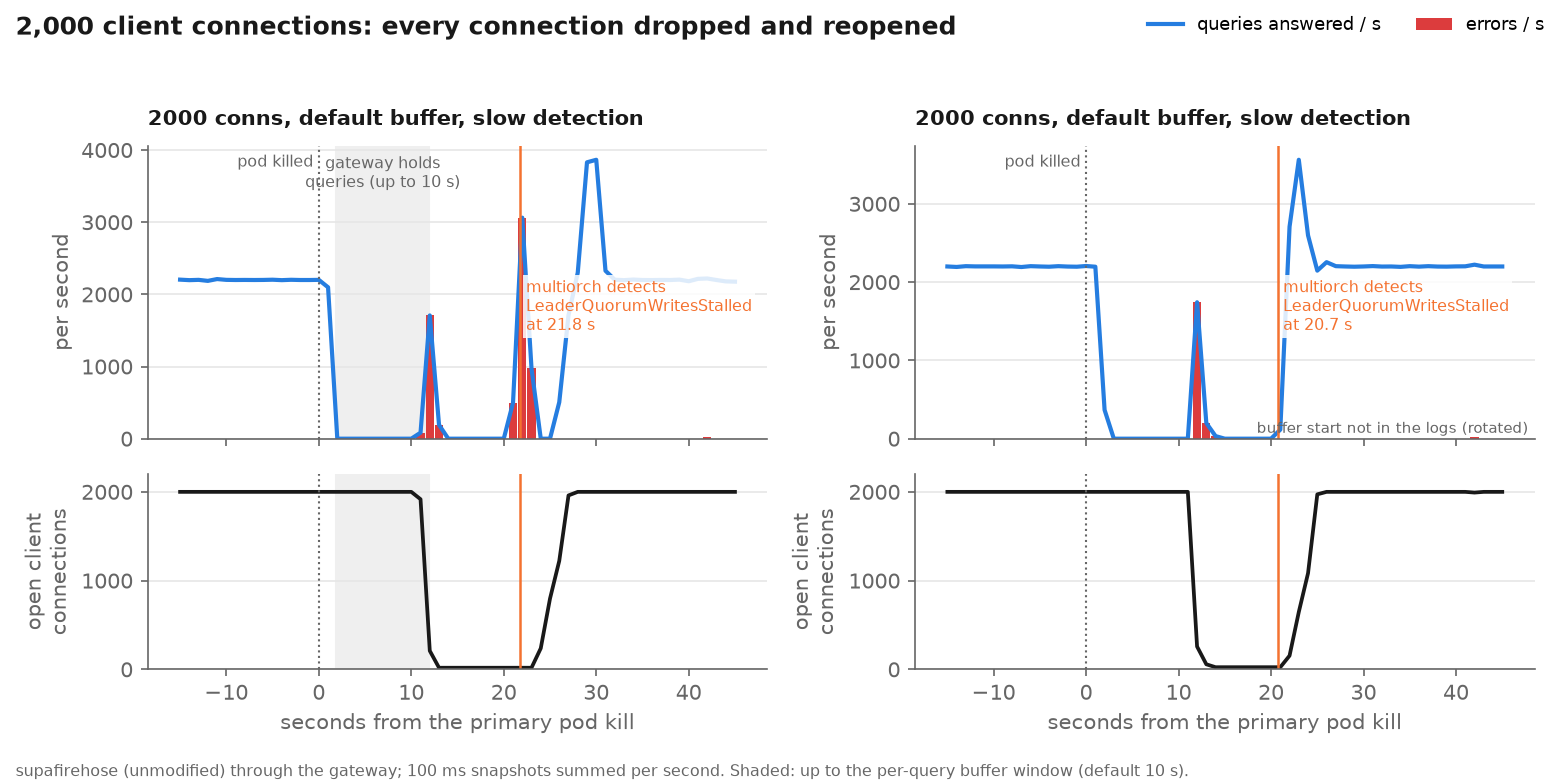 2,000 client connections: every connection dropped and reopened
queries answered / s
errors / s
2000 conns, default buffer, slow detection
per second
4000
3000
2000
1000
0
pod killed
gateway holds
queries (up to 10 s)
multiorch detects
LeaderQuorumWritesStalled
at 21.8 s
2000 conns, default buffer, slow detection
per second
3000
2000
1000
0
pod killed
multiorch detects
LeaderQuorumWritesStalled
at 20.7 s
buffer start not in the logs (rotated)
open client
connections
2000
1000
0
−10 0 10 20 30 40
seconds from the primary pod kill
open client
connections
2000
1000
0
−10 0 10 20 30 40
seconds from the primary pod kill
supafirehose (unmodified) through the gateway; 100 ms snapshots summed per second. Shaded: up to the per-query buffer window (default 10 s).